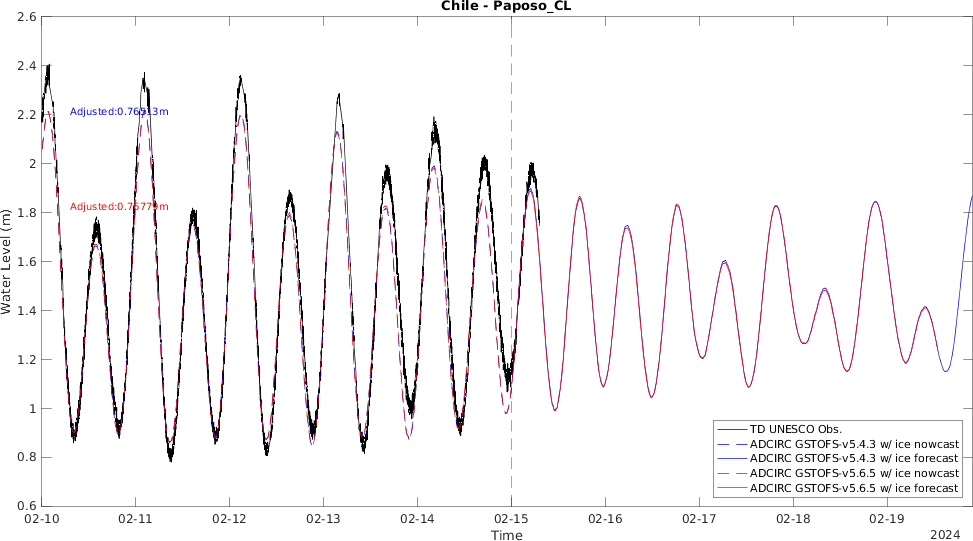 Chile - Paposo_CL
2.6
2.4
2.2
2
1.8
1.6
1.4
1.2
1
0.8
0.6
Water Level (m)
Adjusted:0.76513m
Adjusted:0.76779m
TD UNESCO Obs.
ADCIRC GSTOFS-v5.4.3 w/ ice nowcast
ADCIRC GSTOFS-v5.4.3 w/ ice forecast
ADCIRC GSTOFS-v5.6.5 w/ ice nowcast
ADCIRC GSTOFS-v5.6.5 w/ ice forecast
02-10 02-11 02-12 02-13 02-14 02-15 02-16 02-17 02-18 02-19
Time
2024